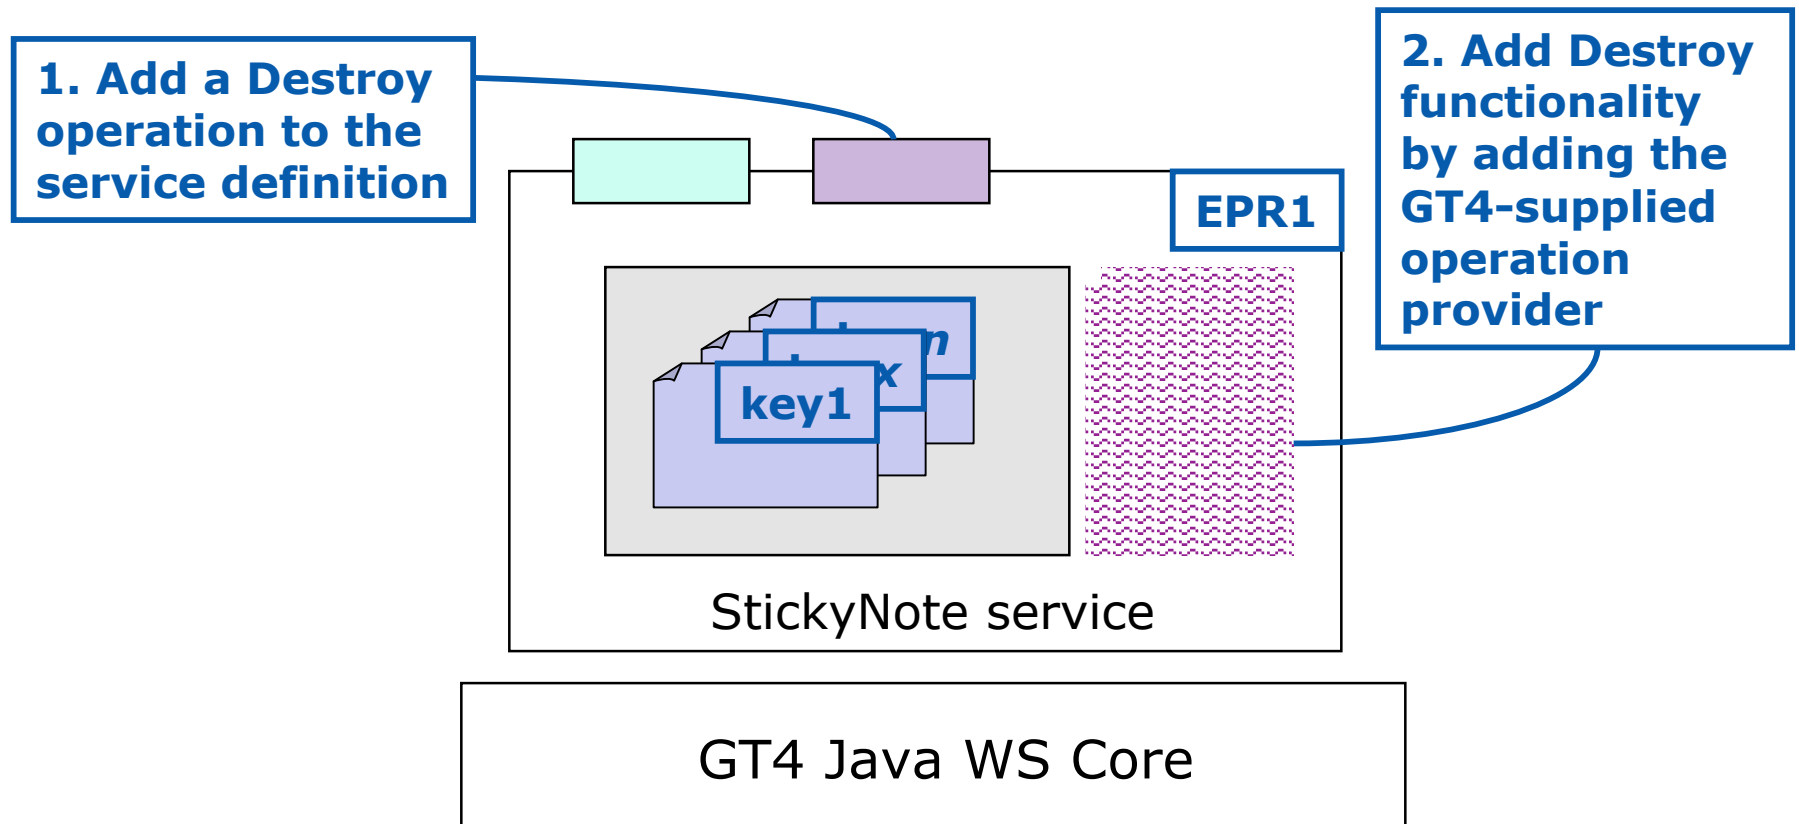 1. Add a Destroy
operation to the
service definition
2. Add Destroy
functionality
by adding the
GT4-supplied
operation
provider
EPR1
n
x
key1
StickyNote service
GT4 Java WS Core